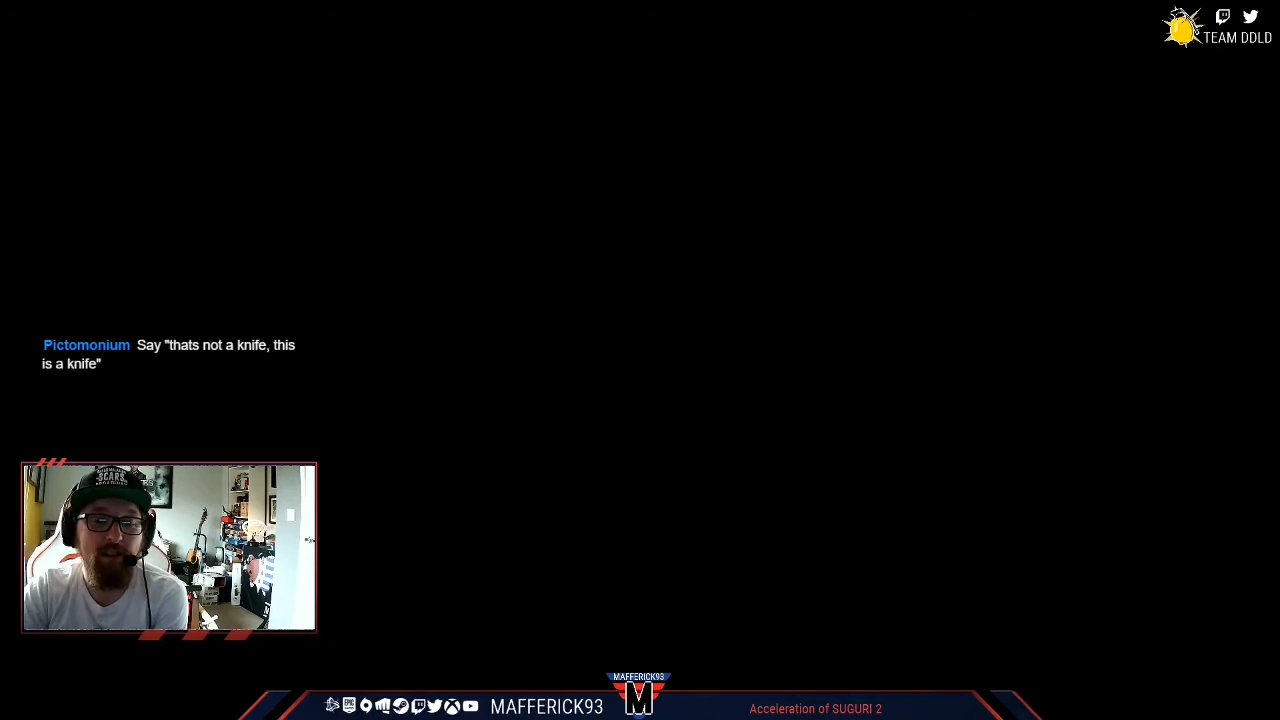 TEAM DDLD
Pictomonium Say "thats not a knife, this
is a knife"
SCARS
MAFFERICK93
M
MAFFERICK93
Acceleration of SUGURI 2